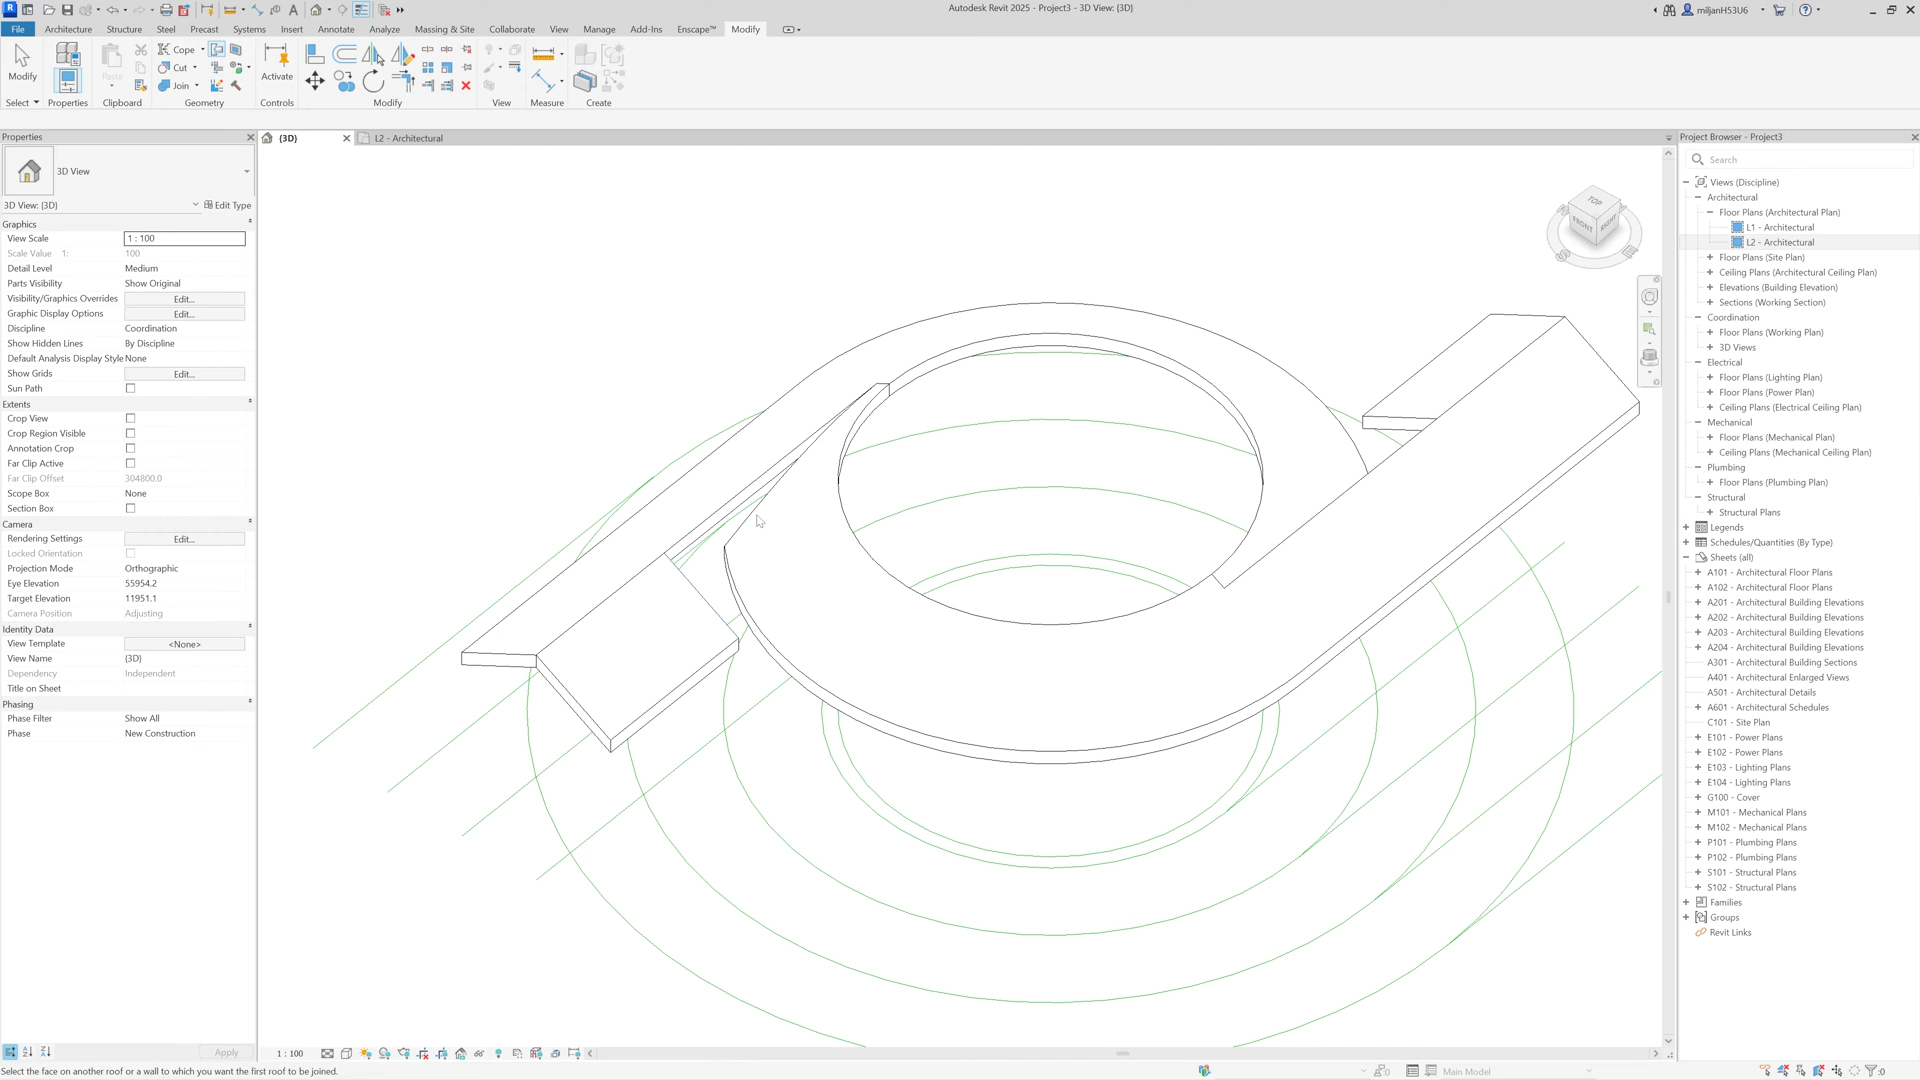 Autodesk Revit 2025 - Project3 - 3D View: {3D}
miljanH53U6
File Architecture Structure Steel Precast Systems Insert Annotate Analyze Massing & Site Collaborate View Manage Add-Ins Enscape™ Modify
Modify
Paste
Cope
Cut
Join
Activate
Select Properties Clipboard Geometry Controls Modify View Measure Create
Properties
{3D}
L2 - Architectural
Project Browser - Project3
3D View
3D View: {3D}
Edit Type
Graphics
View Scale 1 : 100
Scale Value 1: 100
Detail Level Medium
Parts Visibility Show Original
Visibility/Graphics Overrides Edit...
Graphic Display Options Edit...
Discipline Coordination
Show Hidden Lines By Discipline
Default Analysis Display Style None
Show Grids Edit...
Sun Path
Extents
Crop View
Crop Region Visible
Annotation Crop
Far Clip Active
Far Clip Offset 304800.0
Scope Box None
Section Box
Camera
Rendering Settings Edit...
Locked Orientation
Projection Mode Orthographic
Eye Elevation 55954.2
Target Elevation 11951.1
Camera Position Adjusting
Identity Data
View Template <None>
View Name {3D}
Dependency Independent
Title on Sheet
Phasing
Phase Filter Show All
Phase New Construction
Apply
TOP
FRONT
RIGHT
Search
Views (Discipline)
Architectural
Floor Plans (Architectural Plan)
L1 - Architectural
L2 - Architectural
Floor Plans (Site Plan)
Ceiling Plans (Architectural Ceiling Plan)
Elevations (Building Elevation)
Sections (Working Section)
Coordination
Floor Plans (Working Plan)
3D Views
Electrical
Floor Plans (Lighting Plan)
Floor Plans (Power Plan)
Ceiling Plans (Electrical Ceiling Plan)
Mechanical
Floor Plans (Mechanical Plan)
Ceiling Plans (Mechanical Ceiling Plan)
Plumbing
Floor Plans (Plumbing Plan)
Structural
Structural Plans
Legends
Schedules/Quantities (By Type)
Sheets (all)
A101 - Architectural Floor Plans
A102 - Architectural Floor Plans
A201 - Architectural Building Elevations
A202 - Architectural Building Elevations
A203 - Architectural Building Elevations
A204 - Architectural Building Elevations
A301 - Architectural Building Sections
A401 - Architectural Enlarged Views
A501 - Architectural Details
A601 - Architectural Schedules
C101 - Site Plan
E101 - Power Plans
E102 - Power Plans
E103 - Lighting Plans
E104 - Lighting Plans
G100 - Cover
M101 - Mechanical Plans
M102 - Mechanical Plans
P101 - Plumbing Plans
P102 - Plumbing Plans
S101 - Structural Plans
S102 - Structural Plans
Families
Groups
Revit Links
1 : 100
Select the face on another roof or a wall to which you want the first roof to be joined.
:0
Main Model
:0